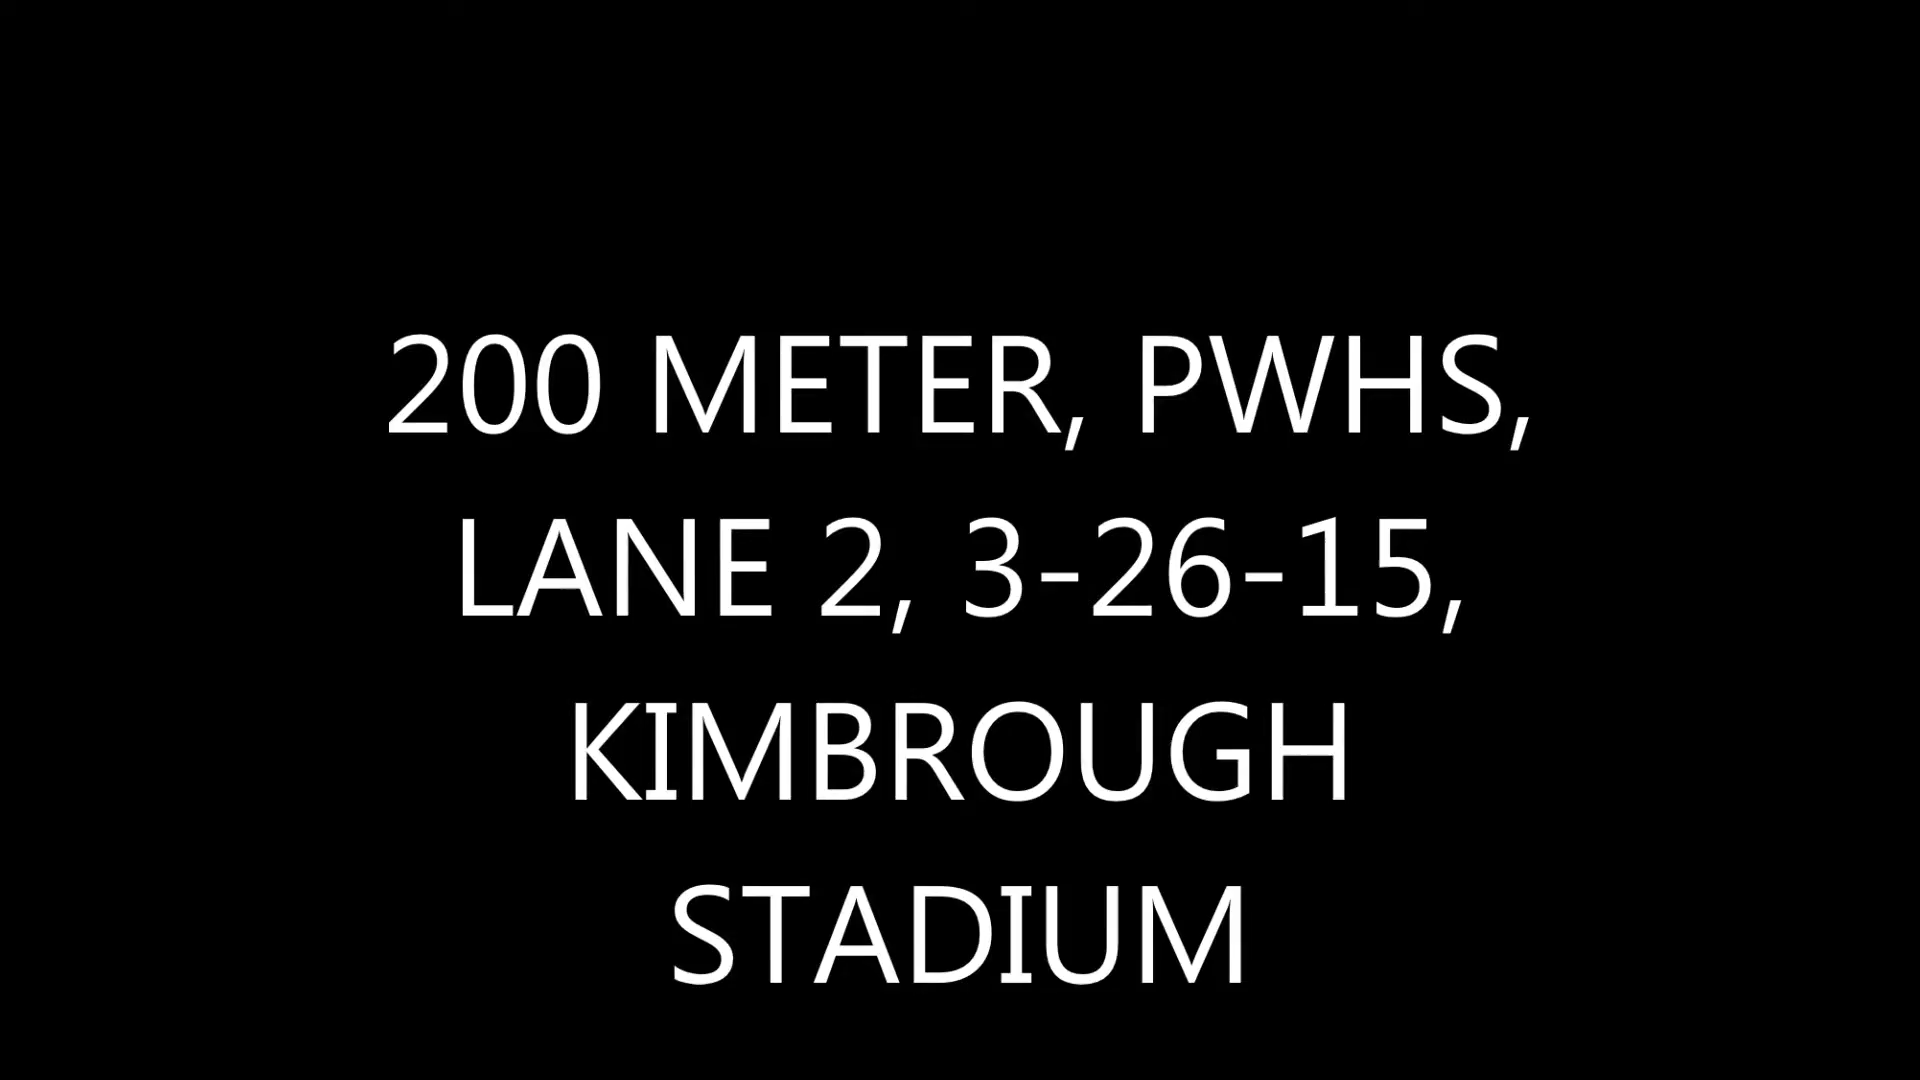 200 METER, PWHS,
LANE 2, 3-26-15,
KIMBROUGH
STADIUM